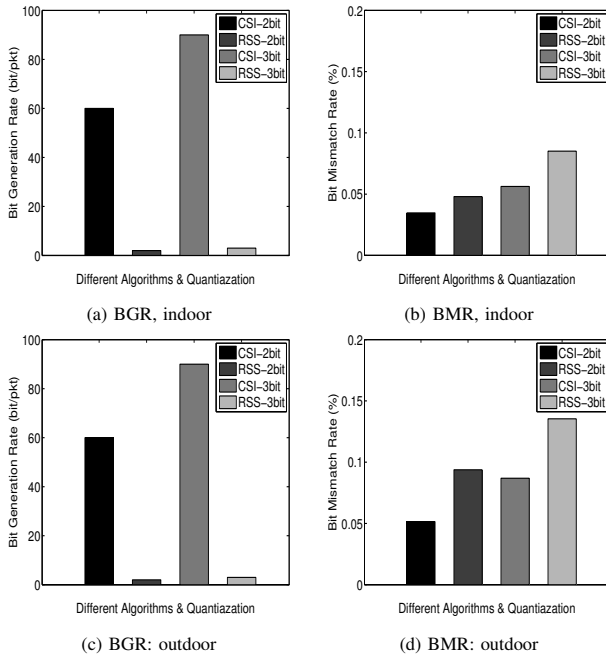 100
80
60
40
20
0
Bit Generation Rate (bit/pkt)
CSI−2bit
RSS−2bit
CSI−3bit
RSS−3bit
Different Algorithms & Quantiazation
(a) BGR, indoor
0.2
0.15
0.1
0.05
0
Bit Mismatch Rate (%)
CSI−2bit
RSS−2bit
CSI−3bit
RSS−3bit
Different Algorithms & Quantiazation
(b) BMR, indoor
100
80
60
40
20
0
Bit Generation Rate (bit/pkt)
CSI−2bit
RSS−2bit
CSI−3bit
RSS−3bit
Different Algorithms & Quantiazation
(c) BGR: outdoor
0.2
0.15
0.1
0.05
0
Bit Mismatch Rate (%)
CSI−2bit
RSS−2bit
CSI−3bit
RSS−3bit
Different Algorithms & Quantiazation
(d) BMR: outdoor